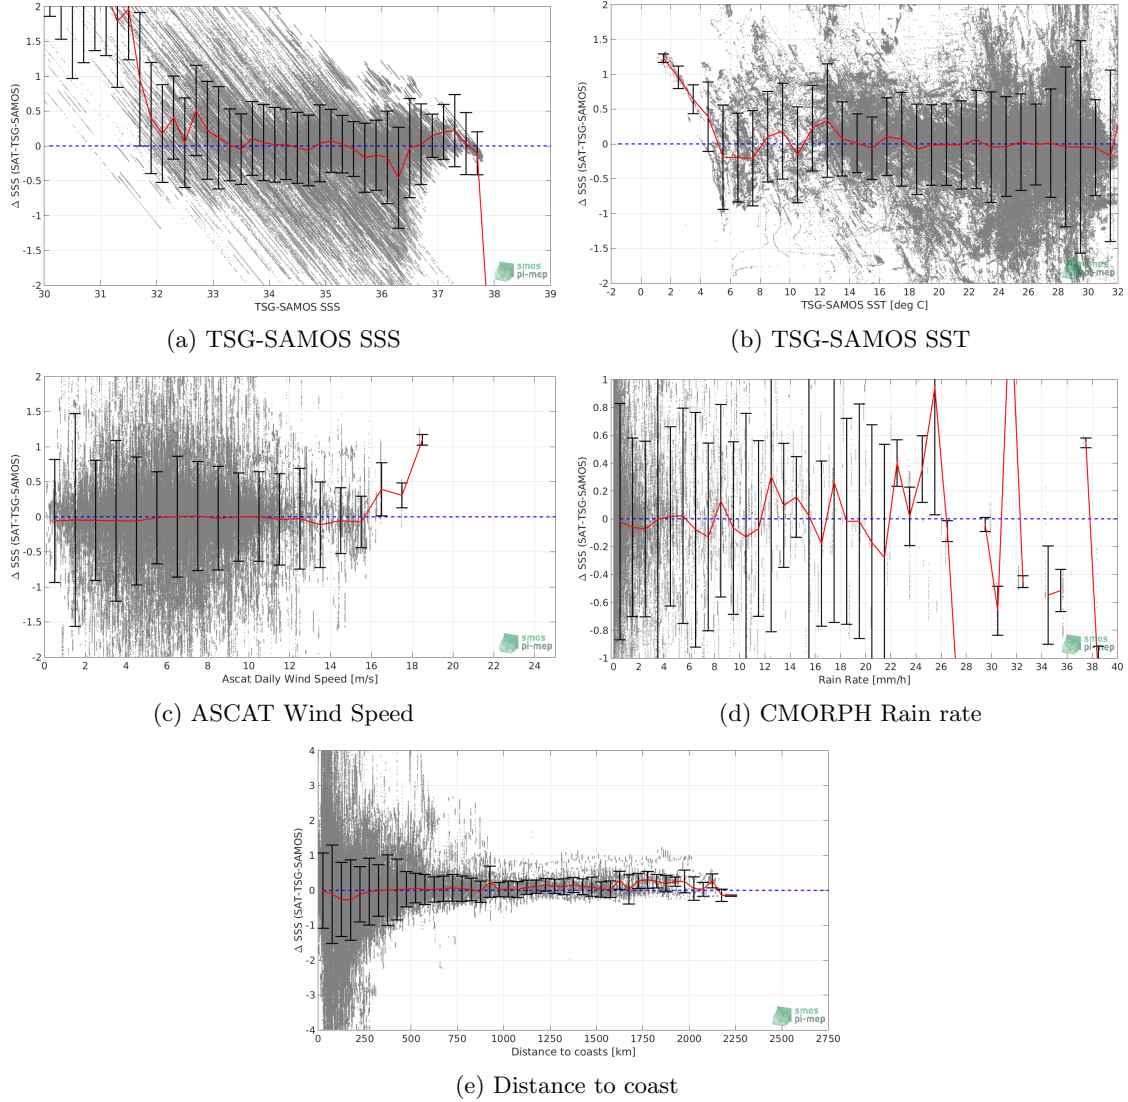 Δ SSS (SAT-TSG-SAMOS)
2
1.5
1
0.5
0
-0.5
-1
-1.5
-2
30 31 32 33 34 35 36 37 38 39
TSG-SAMOS SSS
smos
pi-mep
(a) TSG-SAMOS SSS
Δ SSS (SAT-TSG-SAMOS)
2
1.5
1
0.5
0
-0.5
-1
-1.5
-2
-2 0 2 4 6 8 10 12 14 16 18 20 22 24 26 28 30 32
TSG-SAMOS SST [deg C]
smos
pi-mep
(b) TSG-SAMOS SST
Δ SSS (SAT-TSG-SAMOS)
2
1.5
1
0.5
0
-0.5
-1
-1.5
-2
0 2 4 6 8 10 12 14 16 18 20 22 24
Ascat Daily Wind Speed [m/s]
smos
pi-mep
(c) ASCAT Wind Speed
Δ SSS (SAT-TSG-SAMOS)
1
0.8
0.6
0.4
0.2
0
-0.2
-0.4
-0.6
-0.8
-1
0 2 4 6 8 10 12 14 16 18 20 22 24 26 28 30 32 34 36 38 40
Rain Rate [mm/h]
smos
pi-mep
(d) CMORPH Rain rate
Δ SSS (SAT-TSG-SAMOS)
4
3
2
1
0
-1
-2
-3
-4
0 250 500 750 1000 1250 1500 1750 2000 2250 2500 2750
Distance to coasts [km]
smos
pi-mep
(e) Distance to coast